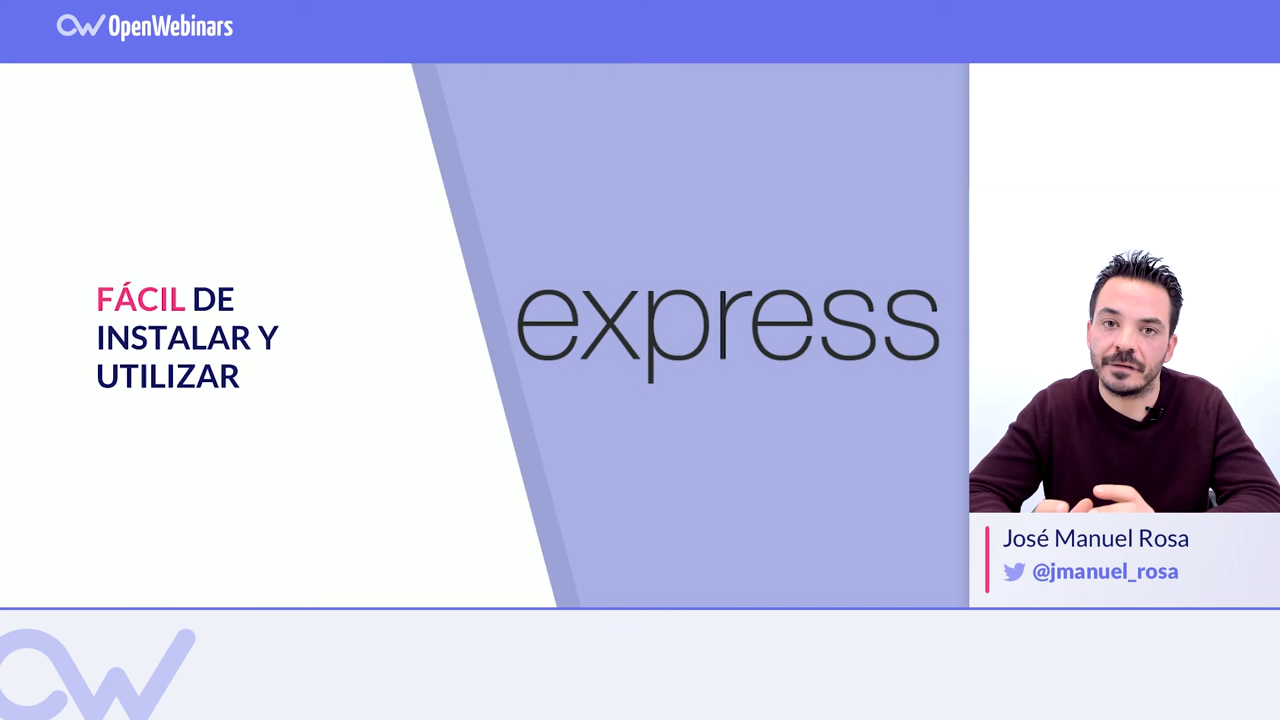 OpenWebinars
FÁCIL DE
INSTALAR Y
UTILIZAR
express
José Manuel Rosa
@jmanuel_rosa